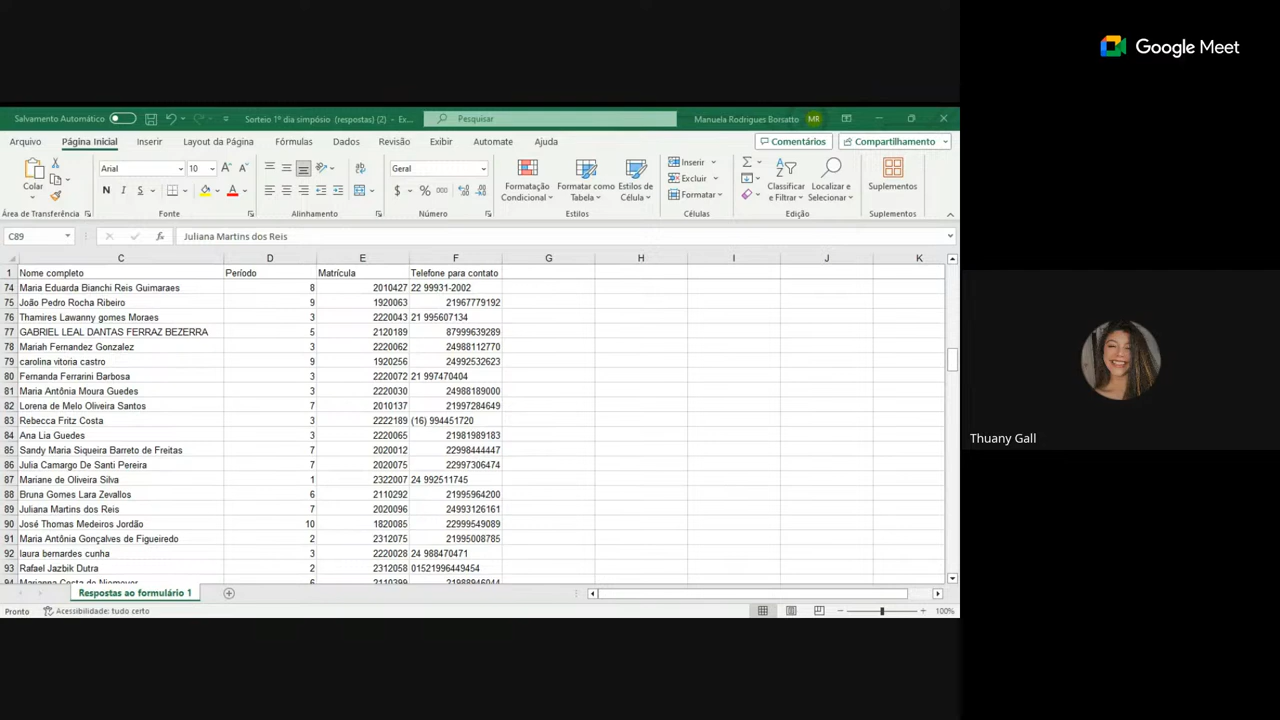 Google Meet
Salvamento Automático
Sorteio 1º dia simpósio (respostas) (2) - Ex...
Pesquisar
Manuela Rodrigues Borsatto MR
Arquivo Página Inicial Inserir Layout da Página Fórmulas Dados Revisão Exibir Automate Ajuda Comentários Compartilhamento
Arial 10 Geral Inserir
Colar Formatação Condicional Formatar como Tabela Estilos de Célula Excluir Classificar e Filtrar Localizar e Selecionar Suplementos
N I S $ % 000 Formatar
Área de Transferência Fonte Alinhamento Número Estilos Células Edição Suplementos
C89 fx Juliana Martins dos Reis
C D E F G H I J K
1 Nome completo Período Matrícula Telefone para contato
74 Maria Eduarda Bianchi Reis Guimaraes 8 2010427 22 99931-2002
75 João Pedro Rocha Ribeiro 9 1920063 21967779192
76 Thamires Lawanny gomes Moraes 3 2220043 21 995607134
77 GABRIEL LEAL DANTAS FERRAZ BEZERRA 5 2120189 87999639289
78 Mariah Fernandez Gonzalez 3 2220062 24988112770
79 carolina vitoria castro 9 1920256 24992532623
80 Fernanda Ferrarini Barbosa 3 2220072 21 997470404
81 Maria Antônia Moura Guedes 3 2220030 24988189000
82 Lorena de Melo Oliveira Santos 7 2010137 21997284649
83 Rebecca Fritz Costa 3 2222189 (16) 994451720
84 Ana Lia Guedes 3 2220065 21981989183
85 Sandy Maria Siqueira Barreto de Freitas 7 2020012 22998444447
86 Julia Camargo De Santi Pereira 7 2020075 22997306474
87 Mariane de Oliveira Silva 1 2322007 24 992511745
88 Bruna Gomes Lara Zevallos 6 2110292 21995964200
89 Juliana Martins dos Reis 7 2020096 24993126161
90 José Thomas Medeiros Jordão 10 1820085 22999549089
91 Maria Antônia Gonçalves de Figueiredo 2 2312075 21995008785
92 laura bernardes cunha 3 2220028 24 988470471
93 Rafael Jazbik Dutra 2 2312058 01521996449454
94 Marianna Costa de Niemeyer 6 2110399 21988946044
Respostas ao formulário 1
Pronto Acessibilidade: tudo certo 100%
Thuany Gall